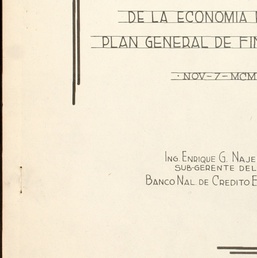 DE LA ECONOMIA
PLAN GENERAL DE FIN
· NOV-7-MCM
ING. ENRIQUE G. NAJE
SUB-GERENTE DEL
BANCO NAL. DE CREDITO E